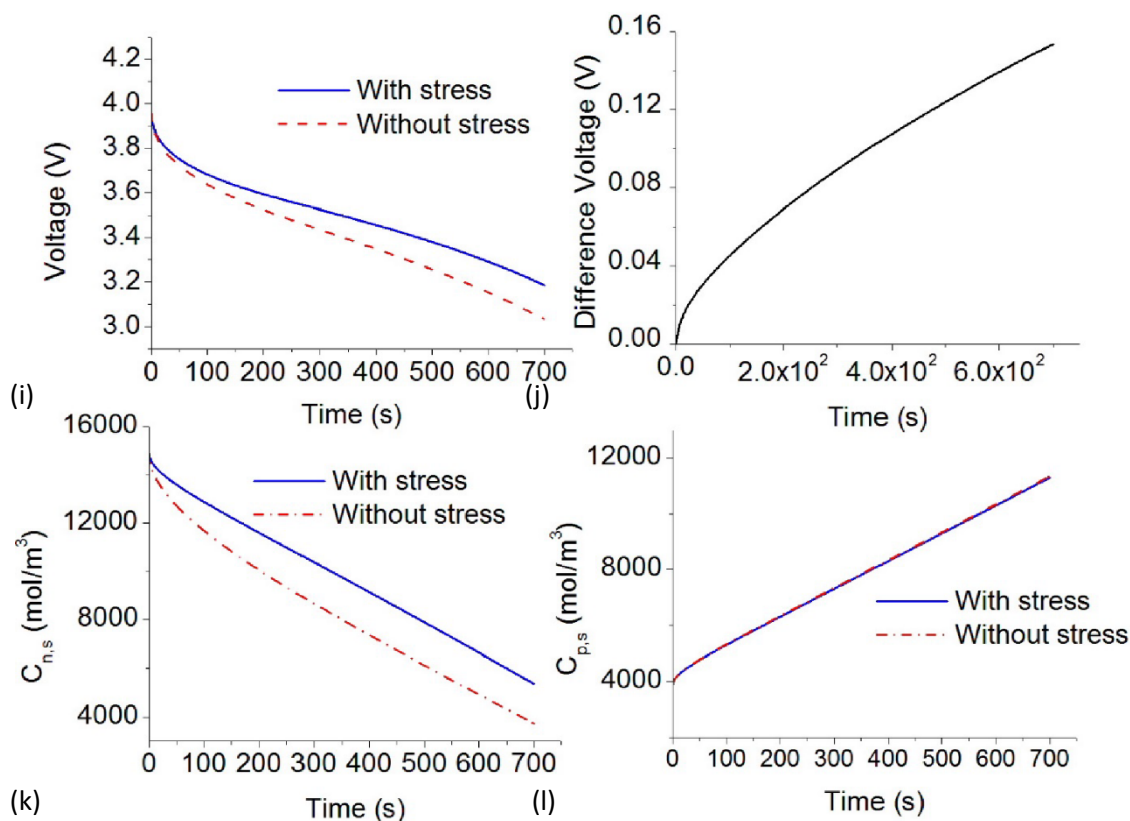 4.2
4.0
3.8
3.6
3.4
3.2
3.0
Voltage (V)
With stress
Without stress
0 100 200 300 400 500 600 700
Time (s)
(i)
0.16
0.12
0.08
0.04
0.00
Difference Voltage (V)
0.0 2.0x10² 4.0x10² 6.0x10²
Time (s)
(j)
16000
12000
8000
4000
Cn,s (mol/m³)
With stress
Without stress
0 100 200 300 400 500 600 700
Time (s)
(k)
12000
8000
4000
Cp,s (mol/m³)
With stress
Without stress
0 100 200 300 400 500 600 700
Time (s)
(l)